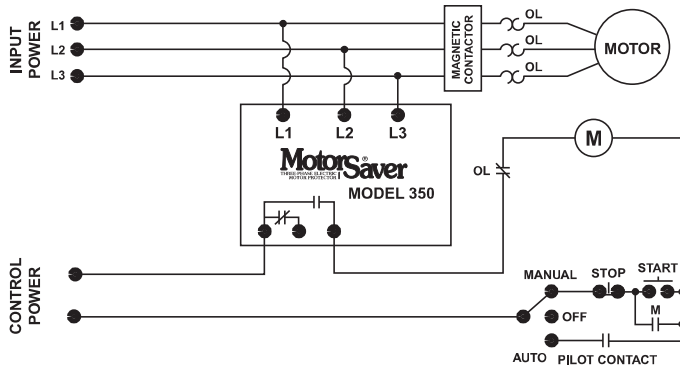 INPUT
POWER
L1
L2
L3
MAGNETIC
CONTACTOR
OL
OL
OL
MOTOR
L1 L2 L3
MotorSaver®
THREE-PHASE ELECTRIC
MOTOR PROTECTOR
MODEL 350
OL
M
CONTROL
POWER
MANUAL
STOP
START
OFF
M
AUTO
PILOT CONTACT